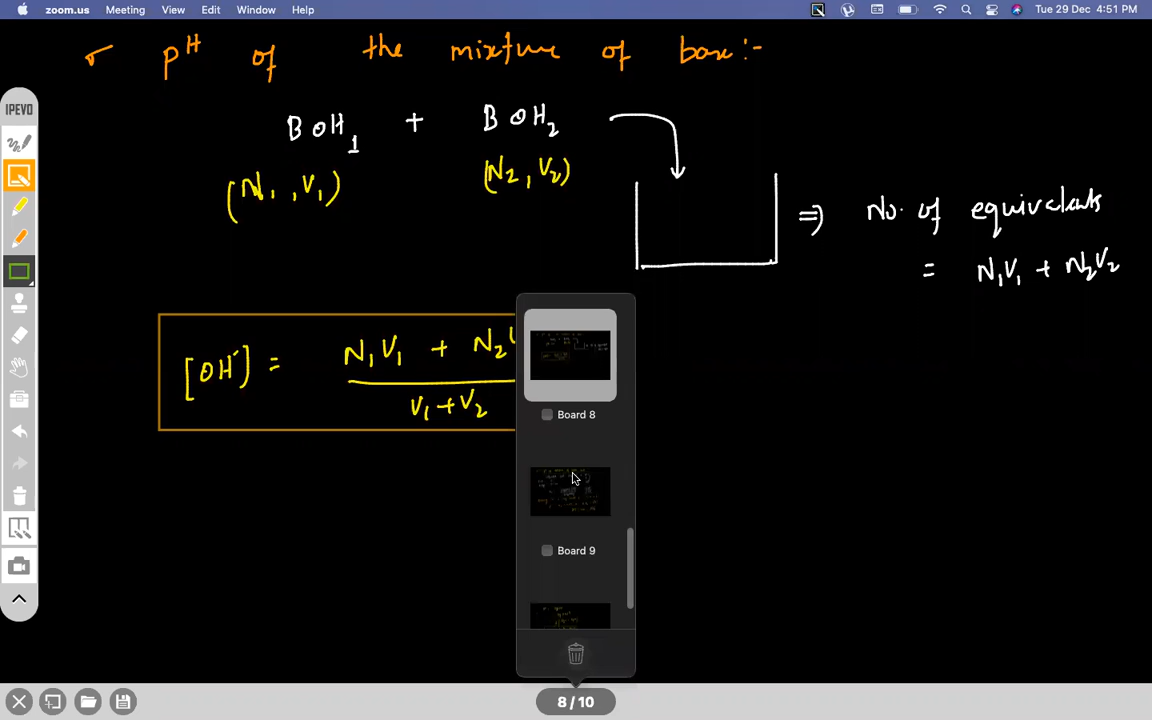 zoom.us Meeting View Edit Window Help Tue 29 Dec 4:51 PM
pH of the mixture of base :-
IPEVO
BOH1 + BOH2
(N1, V1) (N2, V2)
⇒ No. of equivalents
= N1V1 + N2V2
[OH-] = N1V1 + N2
V1+V2
Board 8
Board 9
8 / 10